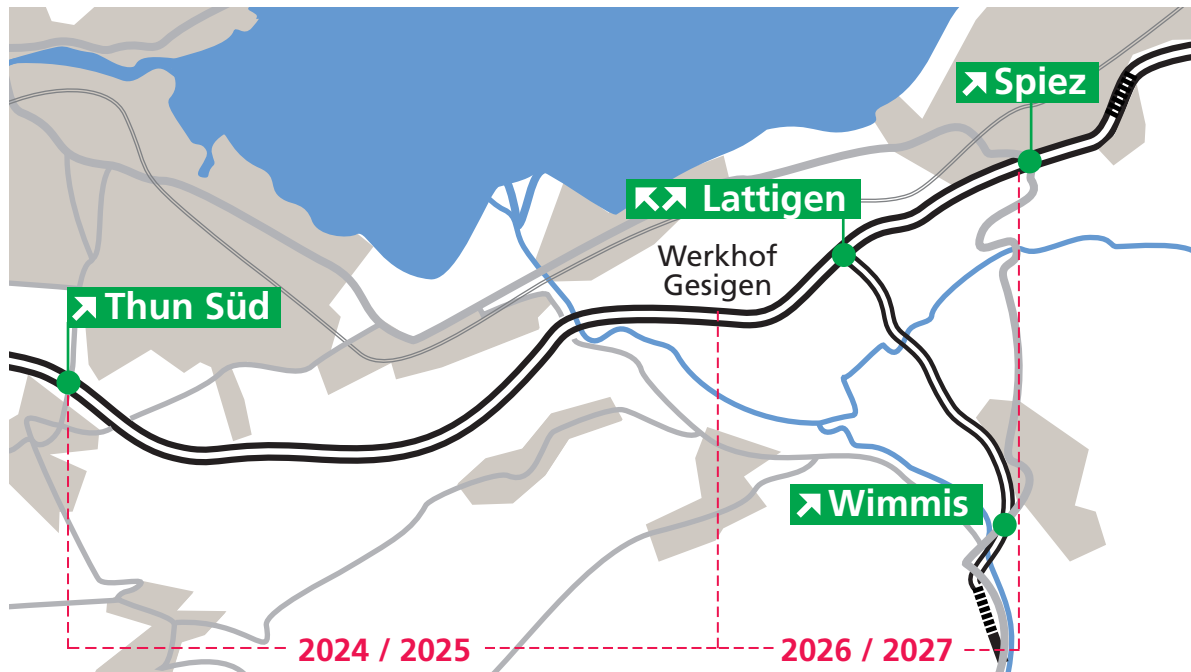 Spiez
Lattigen
Werkhof
Gesigen
Thun Süd
Wimmis
2024 / 2025
2026 / 2027